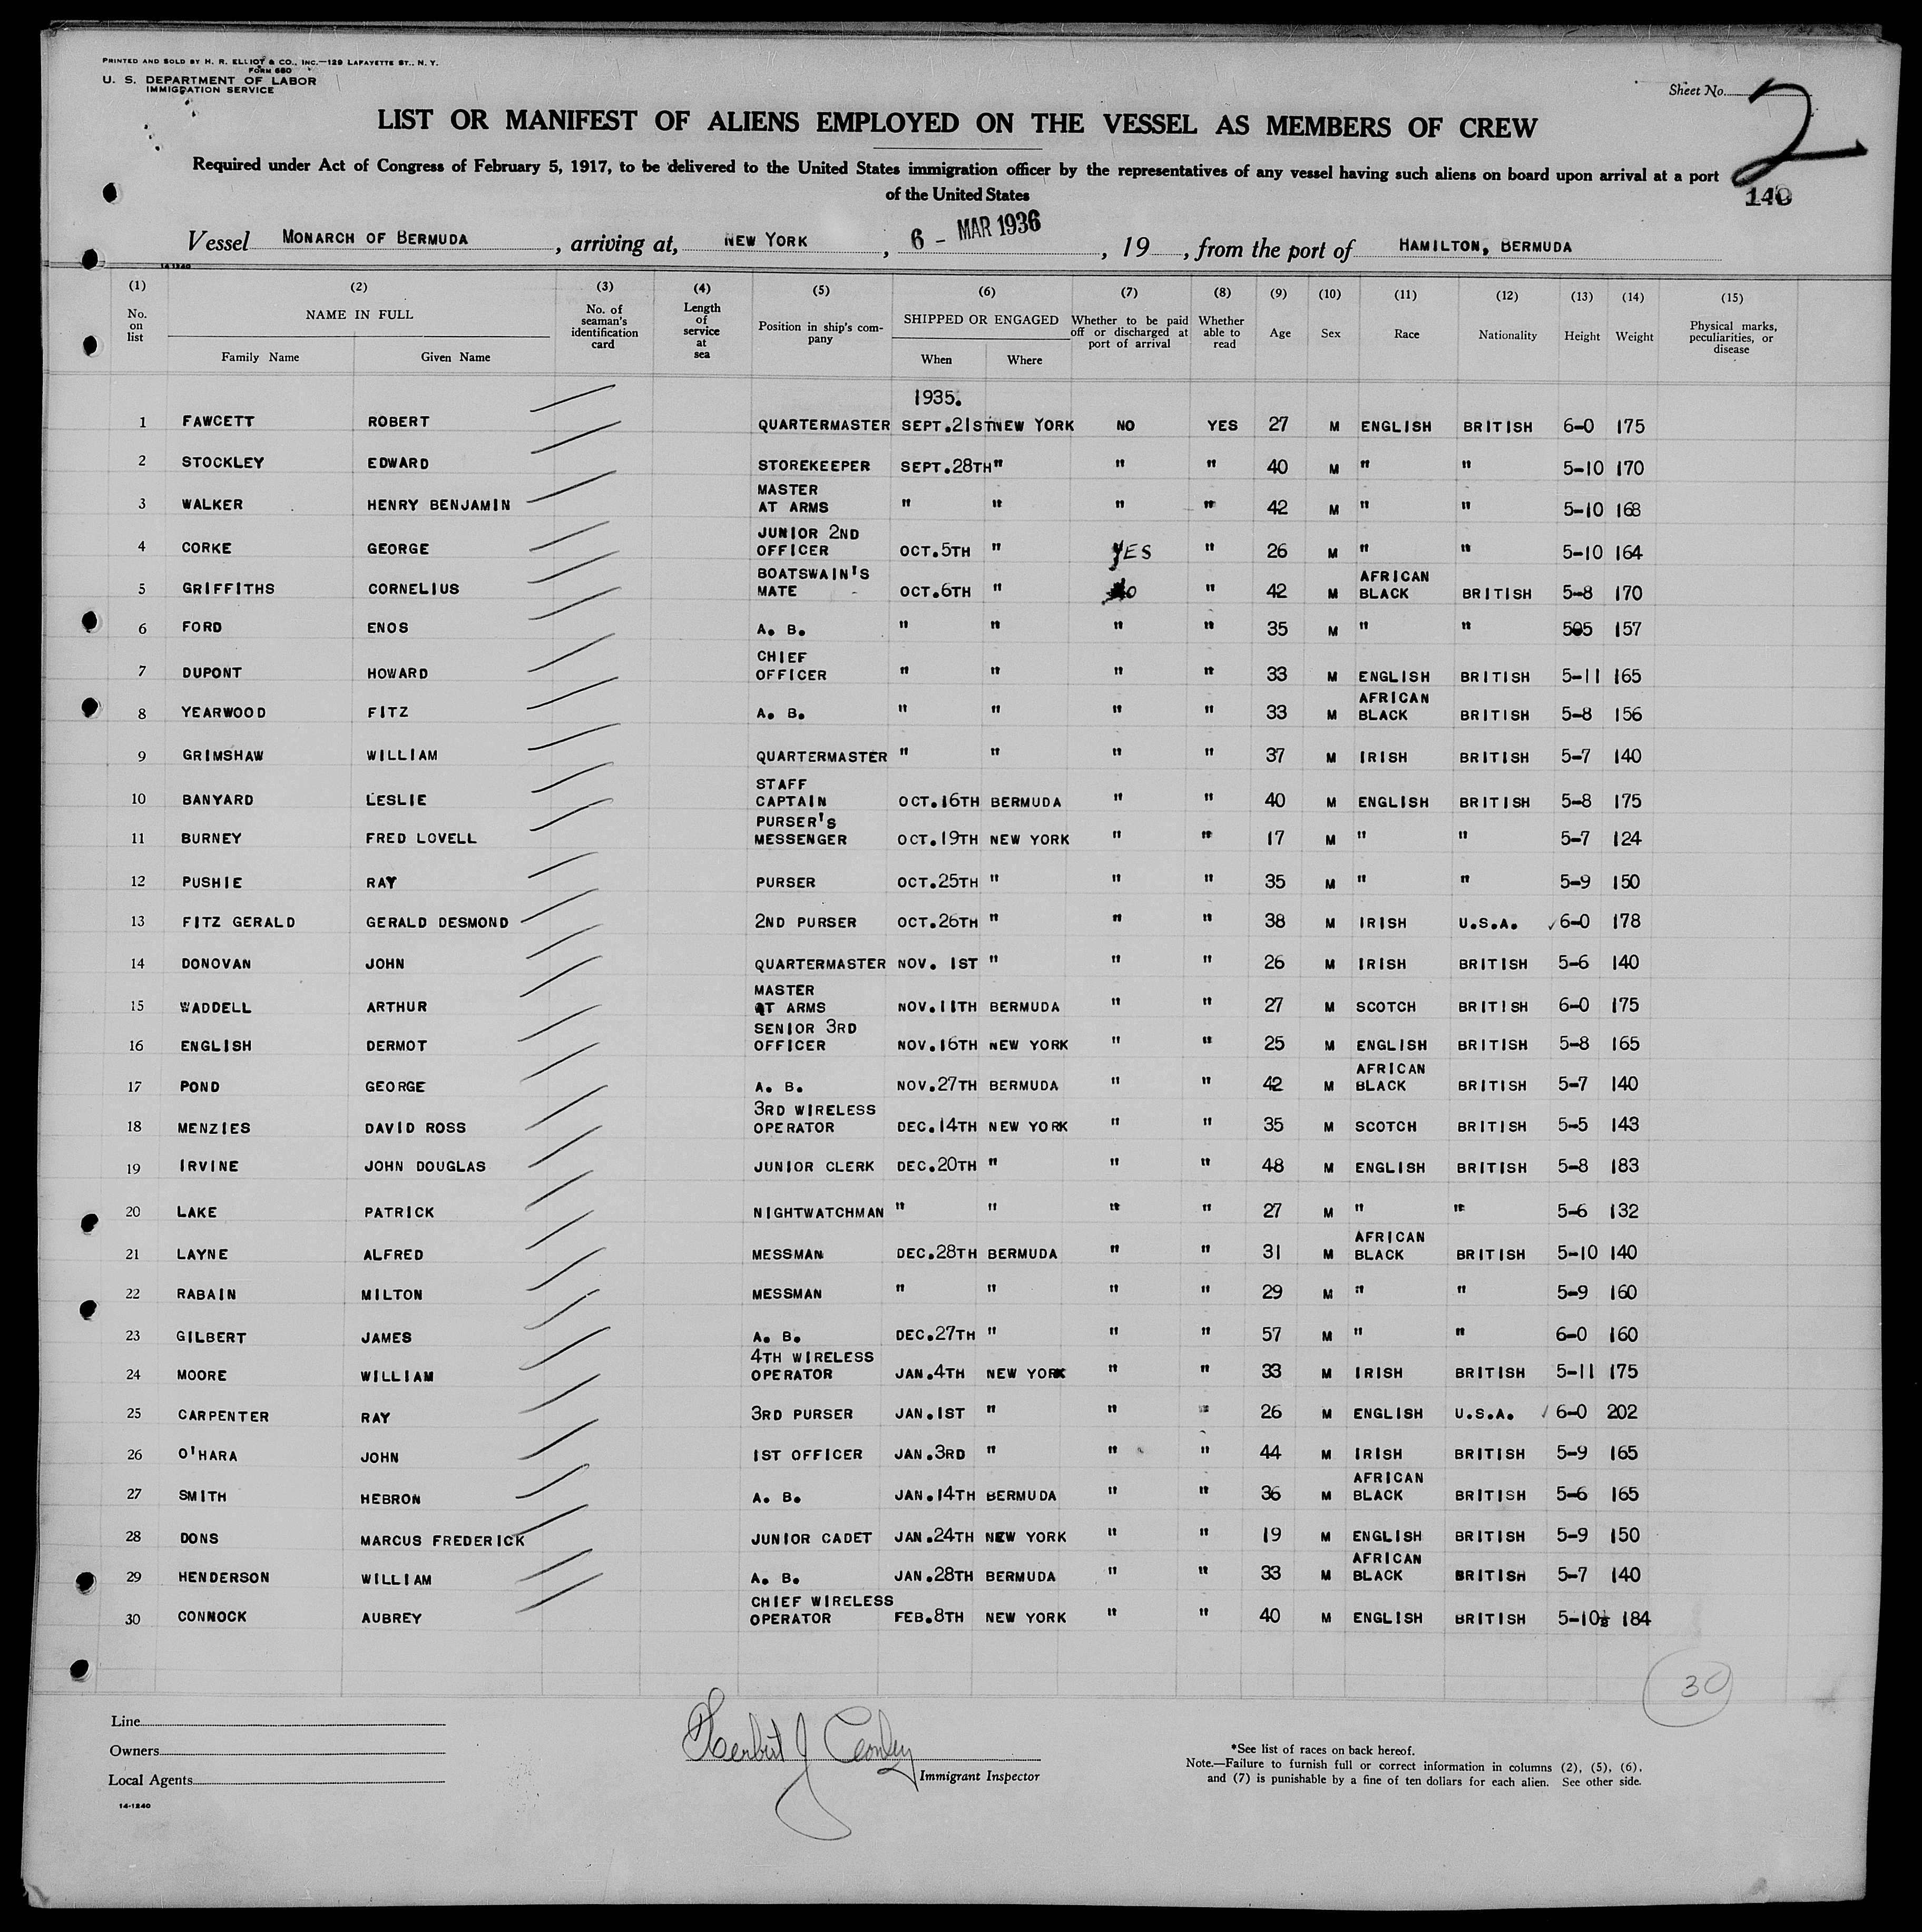 PRINTED AND SOLD BY H. R. ELLIOT & CO., INC.—129 LAFAYETTE ST., N. Y.
FORM 680
U. S. DEPARTMENT OF LABOR
IMMIGRATION SERVICE
Sheet No. 2
LIST OR MANIFEST OF ALIENS EMPLOYED ON THE VESSEL AS MEMBERS OF CREW
Required under Act of Congress of February 5, 1917, to be delivered to the United States immigration officer by the representatives of any vessel having such aliens on board upon arrival at a port
of the United States
140
Vessel MONARCH OF BERMUDA, arriving at, NEW YORK, 6 - MAR 1936, 19 , from the port of HAMILTON, BERMUDA
14-1240
(1) (2) (3) (4) (5) (6) (7) (8) (9) (10) (11) (12) (13) (14) (15)
No. on list NAME IN FULL Family Name Given Name No. of seaman's identification card Length of service at sea Position in ship's company SHIPPED OR ENGAGED When Where Whether to be paid off or discharged at port of arrival Whether able to read Age Sex Race Nationality Height Weight Physical marks, peculiarities, or disease
1935.
1 FAWCETT ROBERT QUARTERMASTER SEPT.21ST NEW YORK NO YES 27 M ENGLISH BRITISH 6-0 175
2 STOCKLEY EDWARD STOREKEEPER SEPT.28TH " " " 40 M " " 5-10 170
3 WALKER HENRY BENJAMIN MASTER AT ARMS " " " " 42 M " " 5-10 168
4 CORKE GEORGE JUNIOR 2ND OFFICER OCT.5TH " YES " 26 M " " 5-10 164
5 GRIFFITHS CORNELIUS BOATSWAIN'S MATE OCT.6TH " No " 42 M AFRICAN BLACK BRITISH 5-8 170
6 FORD ENOS A. B. " " " " 35 M " " 505 157
7 DUPONT HOWARD CHIEF OFFICER " " " " 33 M ENGLISH BRITISH 5-11 165
8 YEARWOOD FITZ A. B. " " " " 33 M AFRICAN BLACK BRITISH 5-8 156
9 GRIMSHAW WILLIAM QUARTERMASTER " " " " 37 M IRISH BRITISH 5-7 140
10 BANYARD LESLIE STAFF CAPTAIN OCT.16TH BERMUDA " " 40 M ENGLISH BRITISH 5-8 175
11 BURNEY FRED LOVELL PURSER'S MESSENGER OCT.19TH NEW YORK " " 17 M " " 5-7 124
12 PUSHIE RAY PURSER OCT.25TH " " " 35 M " " 5-9 150
13 FITZ GERALD GERALD DESMOND 2ND PURSER OCT.26TH " " " 38 M IRISH U.S.A. ✓ 6-0 178
14 DONOVAN JOHN QUARTERMASTER NOV. 1ST " " " 26 M IRISH BRITISH 5-6 140
15 WADDELL ARTHUR MASTER AT ARMS NOV.11TH BERMUDA " " 27 M SCOTCH BRITISH 6-0 175
16 ENGLISH DERMOT SENIOR 3RD OFFICER NOV.16TH NEW YORK " " 25 M ENGLISH BRITISH 5-8 165
17 POND GEORGE A. B. NOV.27TH BERMUDA " " 42 M AFRICAN BLACK BRITISH 5-7 140
18 MENZIES DAVID ROSS 3RD WIRELESS OPERATOR DEC.14TH NEW YORK " " 35 M SCOTCH BRITISH 5-5 143
19 IRVINE JOHN DOUGLAS JUNIOR CLERK DEC.20TH " " " 48 M ENGLISH BRITISH 5-8 183
20 LAKE PATRICK NIGHTWATCHMAN " " " " 27 M " " 5-6 132
21 LAYNE ALFRED MESSMAN DEC.28TH BERMUDA " " 31 M AFRICAN BLACK BRITISH 5-10 140
22 RABAIN MILTON MESSMAN " " " " 29 M " " 5-9 160
23 GILBERT JAMES A. B. DEC.27TH " " " 57 M " " 6-0 160
24 MOORE WILLIAM 4TH WIRELESS OPERATOR JAN.4TH NEW YORK " " 33 M IRISH BRITISH 5-11 175
25 CARPENTER RAY 3RD PURSER JAN.1ST " " " 26 M ENGLISH U.S.A. ✓ 6-0 202
26 O'HARA JOHN 1ST OFFICER JAN.3RD " " " 44 M IRISH BRITISH 5-9 165
27 SMITH HEBRON A. B. JAN.14TH BERMUDA " " 36 M AFRICAN BLACK BRITISH 5-6 165
28 DONS MARCUS FREDERICK JUNIOR CADET JAN.24TH NEW YORK " " 19 M ENGLISH BRITISH 5-9 150
29 HENDERSON WILLIAM A. B. JAN.28TH BERMUDA " " 33 M AFRICAN BLACK BRITISH 5-7 140
30 CONNOCK AUBREY CHIEF WIRELESS OPERATOR FEB.8TH NEW YORK " " 40 M ENGLISH BRITISH 5-10½ 184
30
Line
Owners
Local Agents
14-1240
Herbert J
Immigrant Inspector
*See list of races on back hereof.
Note.—Failure to furnish full or correct information in columns (2), (5), (6),
and (7) is punishable by a fine of ten dollars for each alien. See other side.